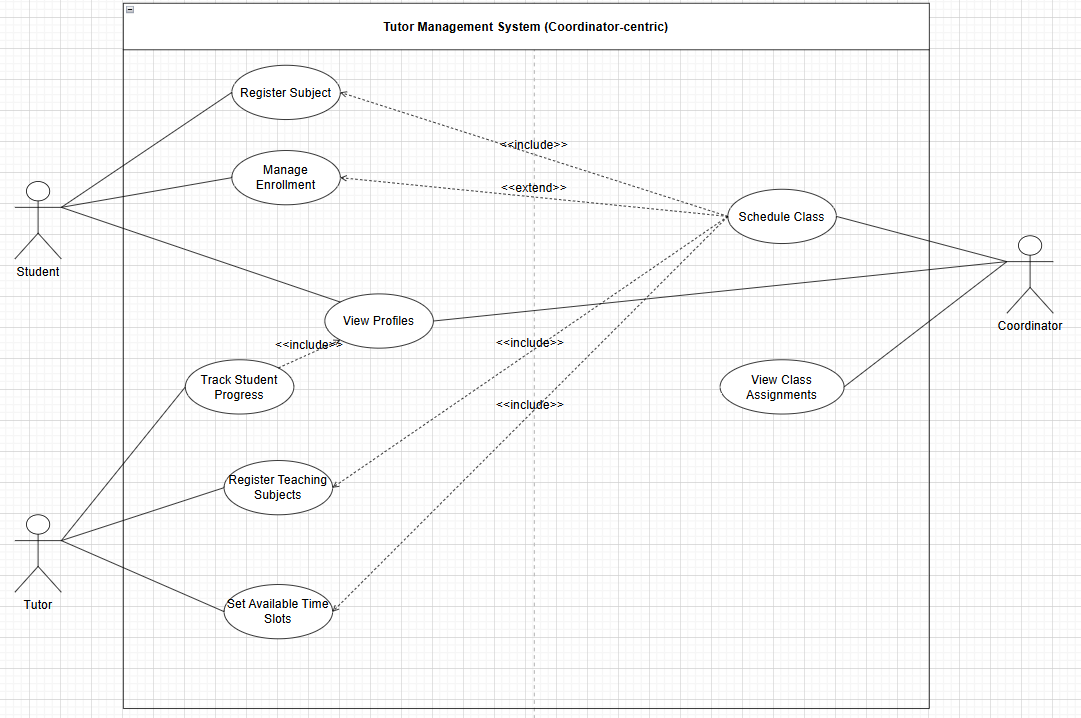 Tutor Management System (Coordinator-centric)
Register Subject
<<include>>
Manage
Enrollment
<<extend>>
Schedule Class
Student
Coordinator
View Profiles
<<include>>
<<include>>
Track Student
Progress
View Class
Assignments
<<include>>
Register Teaching
Subjects
Set Available Time
Slots
Tutor